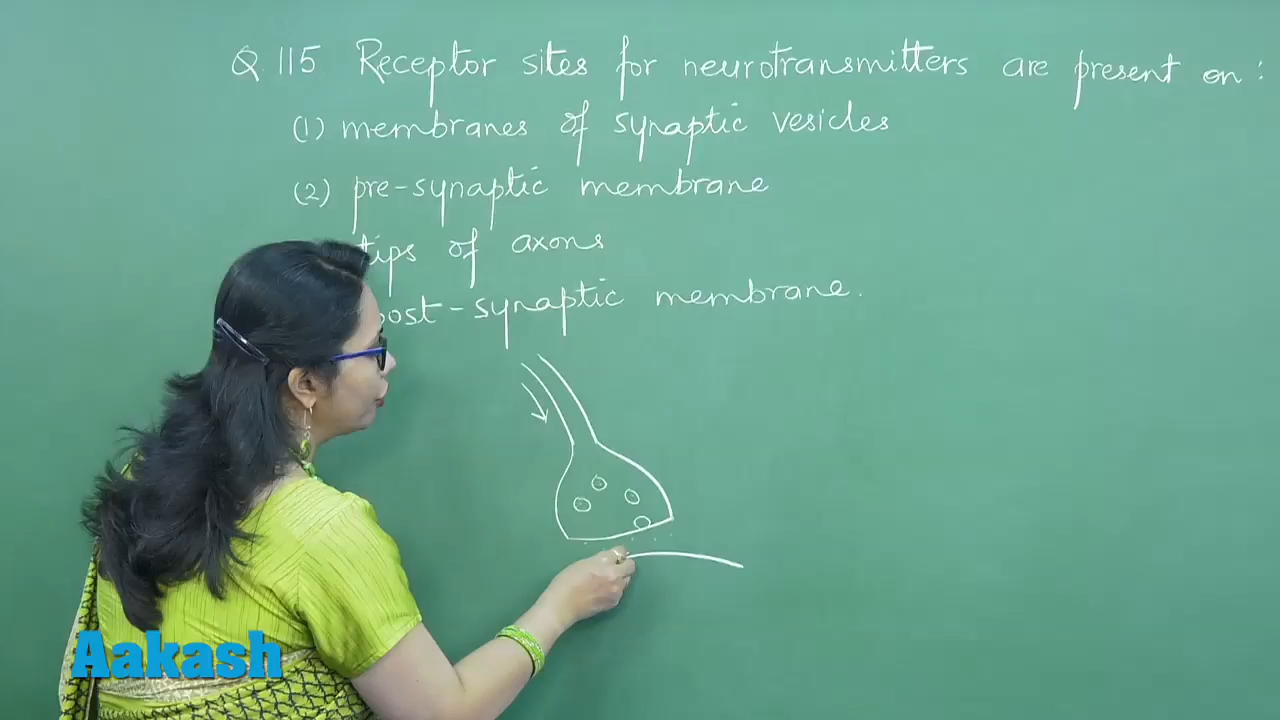 Q. 115 Receptor sites for neurotransmitters are present on :
(1) membranes of synaptic vesicles
(2) pre-synaptic membrane
tips of axons
post-synaptic membrane.
Aakash